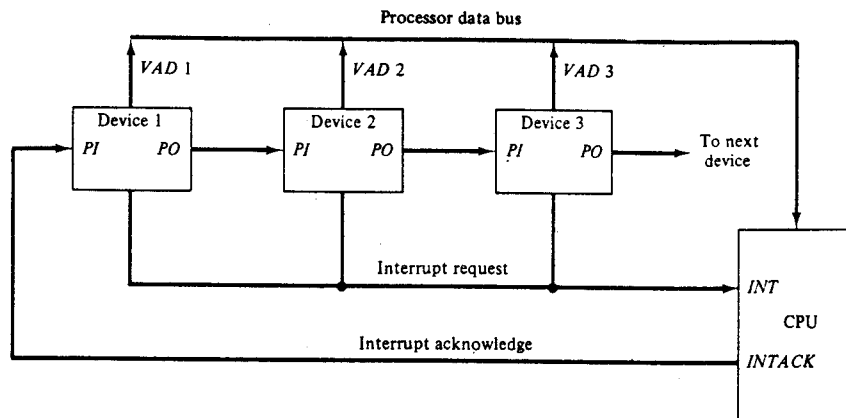 Processor data bus
VAD 1
VAD 2
VAD 3
Device 1
PI
PO
Device 2
PI
PO
Device 3
PI
PO
To next
device
Interrupt request
INT
CPU
Interrupt acknowledge
INTACK